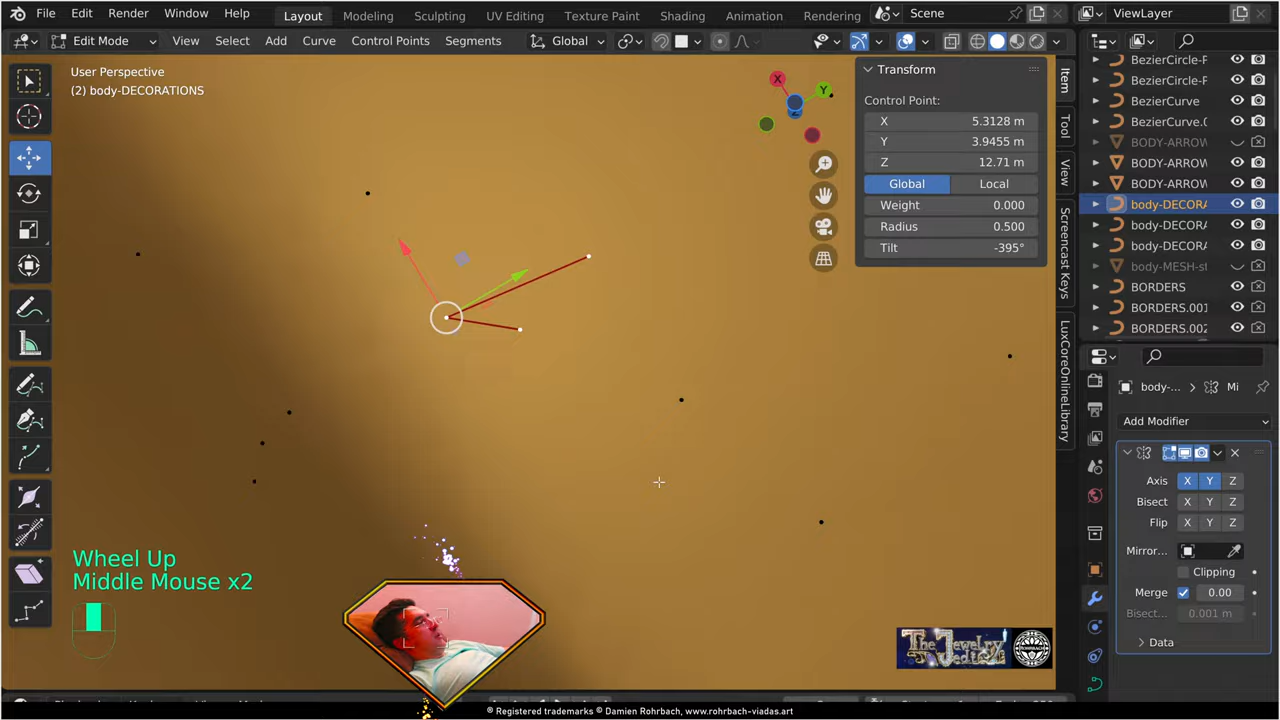 File Edit Render Window Help Layout Modeling Sculpting UV Editing Texture Paint Shading Animation Rendering Scene ViewLayer
Edit Mode View Select Add Curve Control Points Segments Global
User Perspective
(2) body-DECORATIONS
X
Y
Z
Transform
Control Point:
X 5.3128 m
Y 3.9455 m
Z 12.71 m
Global Local
Weight 0.000
Radius 0.500
Tilt -395°
Item
Tool
View
Screencast Keys
LuxCoreOnlineLibrary
BezierCircle-F
BezierCircle-F
BezierCurve
BezierCurve.0
BODY-ARROW
BODY-ARROW
BODY-ARROW
body-DECORA
body-DECORA
body-DECORA
body-MESH-st
BORDERS
BORDERS.001
BORDERS.002
body-... > Mi
Add Modifier
Axis X Y Z
Bisect X Y Z
Flip X Y Z
Mirror...
Clipping
Merge 0.00
Bisect... 0.001 m
Data
Wheel Up
Middle Mouse x2
The Jewelry Vedic
ROHRBACH
® Registered trademarks © Damien Rohrbach, www.rohrbach-viadas.art